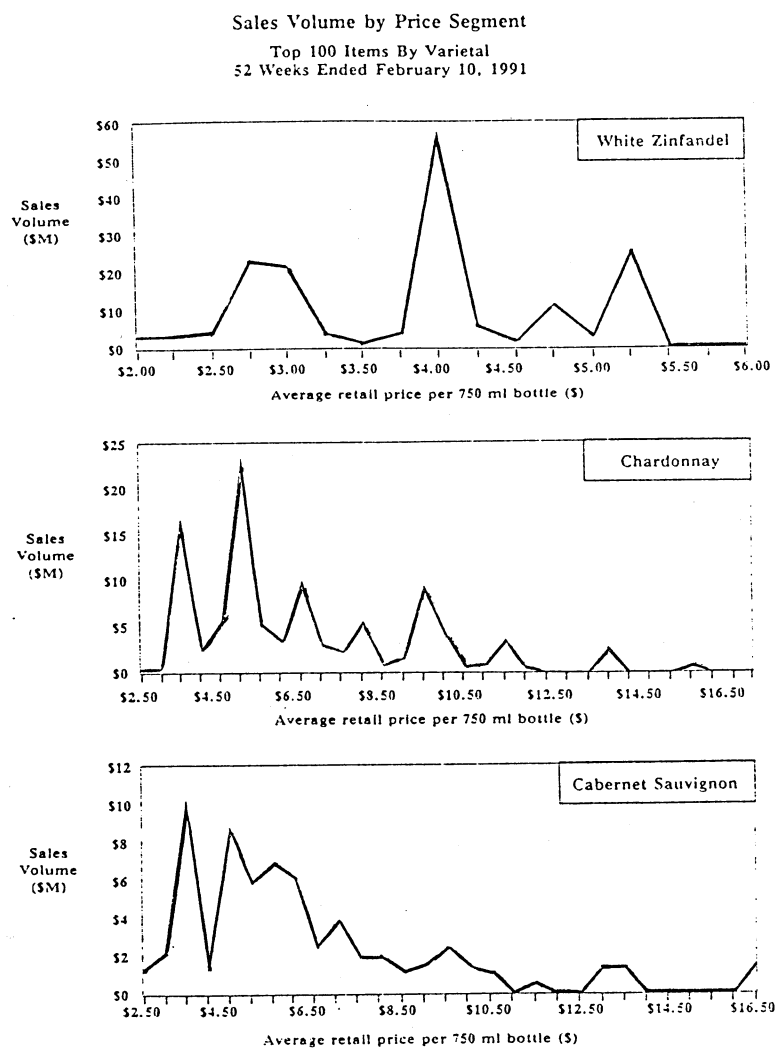 Sales Volume by Price Segment
Top 100 Items By Varietal
52 Weeks Ended February 10, 1991
White Zinfandel
Sales
Volume
($M)
$60
$50
$40
$30
$20
$10
$0
$2.00 $2.50 $3.00 $3.50 $4.00 $4.50 $5.00 $5.50 $6.00
Average retail price per 750 ml bottle ($)
Chardonnay
Sales
Volume
($M)
$25
$20
$15
$10
$5
$0
$2.50 $4.50 $6.50 $8.50 $10.50 $12.50 $14.50 $16.50
Average retail price per 750 ml bottle ($)
Cabernet Sauvignon
Sales
Volume
($M)
$12
$10
$8
$6
$4
$2
$0
$2.50 $4.50 $6.50 $8.50 $10.50 $12.50 $14.50 $16.50
Average retail price per 750 ml bottle ($)